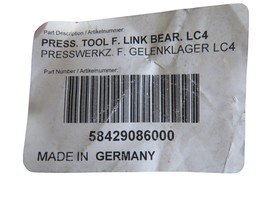 Part Description / Artikelnummer:
PRESS. TOOL F. LINK BEAR. LC4
PRESSWERKZ. F. GELENKLAGER LC4
Part Number / Artikelnummer:
58429086000
MADE IN GERMANY